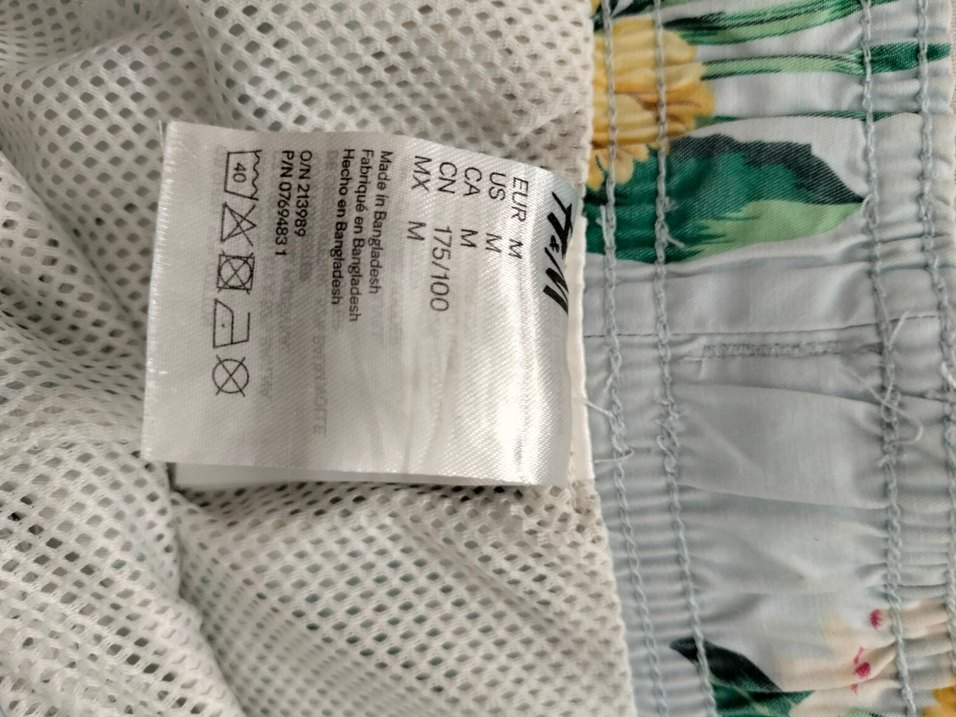 H&M
EUR M
US M
CA M
CN 175/100
MX M
Made in Bangladesh
Fabriqué en Bangladesh
Hecho en Bangladesh
O/N 213989
P/N 0769483 1
40